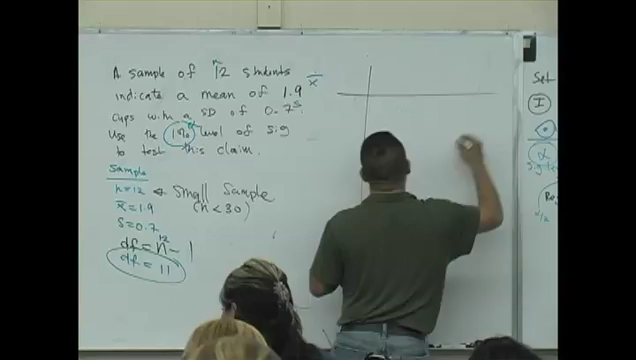 n
A sample of 12 students
indicate a mean of 1.9 x̄
cups with a SD of 0.7 s
Use the 1% level of sig
to test this claim.
Sample
n=12 ← Small Sample
x̄=1.9 (n < 30)
s=0.7
12
df = n - 1
df = 11
Set
I
α